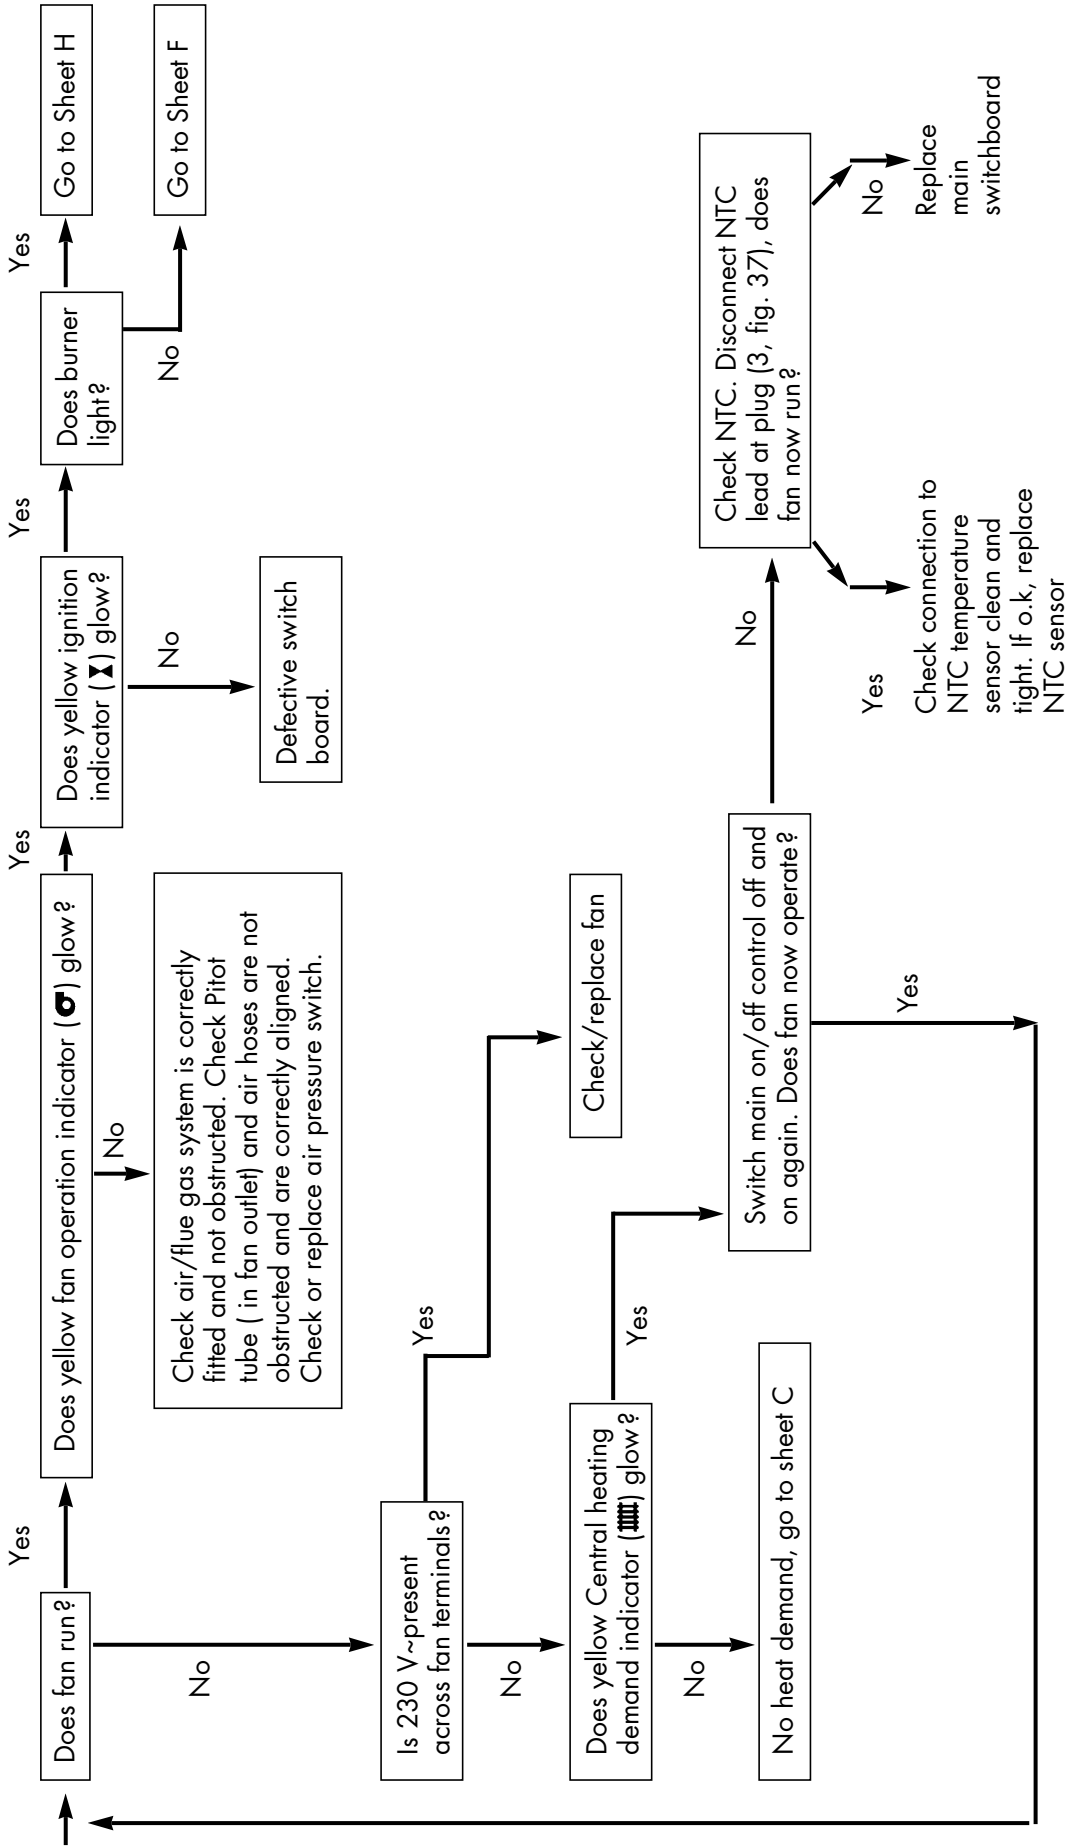 Does fan run?
Yes
Does yellow fan operation indicator ( ) glow?
Yes
Does yellow ignition
indicator ( ) glow?
Yes
Does burner
light?
Yes
Go to Sheet H
No
Go to Sheet F
No
Defective switch
board.
No
Check air/flue gas system is correctly
fitted and not obstructed. Check Pitot
tube ( in fan outlet) and air hoses are not
obstructed and are correctly aligned.
Check or replace air pressure switch.
No
Is 230 V~present
across fan terminals?
Yes
Check/replace fan
No
Does yellow Central heating
demand indicator ( ) glow?
Yes
Switch main on/off control off and
on again. Does fan now operate?
No
Check NTC. Disconnect NTC
lead at plug (3, fig. 37), does
fan now run?
No
No heat demand, go to sheet C
Yes
Yes
Check connection to
NTC temperature
sensor clean and
tight. If o.k, replace
NTC sensor
No
Replace
main
switchboard